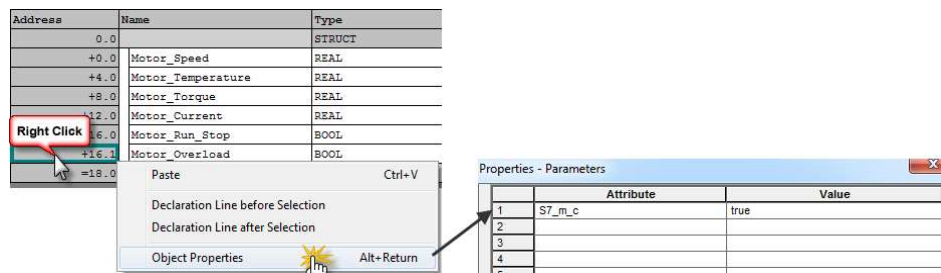 Address Name Type
0.0 STRUCT
+0.0 Motor_Speed REAL
+4.0 Motor_Temperature REAL
+8.0 Motor_Torque REAL
+12.0 Motor_Current REAL
Right Click
16.0 Motor_Run_Stop BOOL
+16.1 Motor_Overload BOOL
=18.0
Paste Ctrl+V
Declaration Line before Selection
Declaration Line after Selection
Object Properties Alt+Return
Properties - Parameters
Attribute Value
1 S7_m_c true
2
3
4